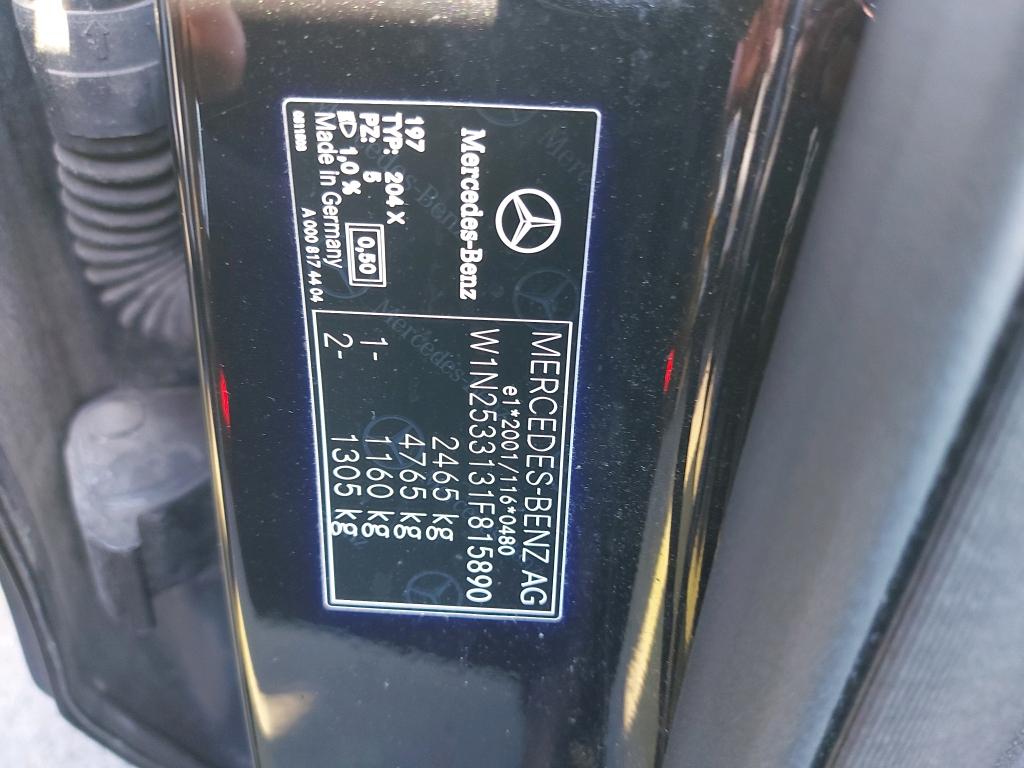 Mercedes-Benz
197
TYP: 204 X
PZ: 5
1,0 %
0,50
Made in Germany
A 000 817 44 04
MERCEDES-BENZ AG
e1*2001/116*0480
W1N2533131F815890
2465 kg
4765 kg
1- 1160 kg
2- 1305 kg